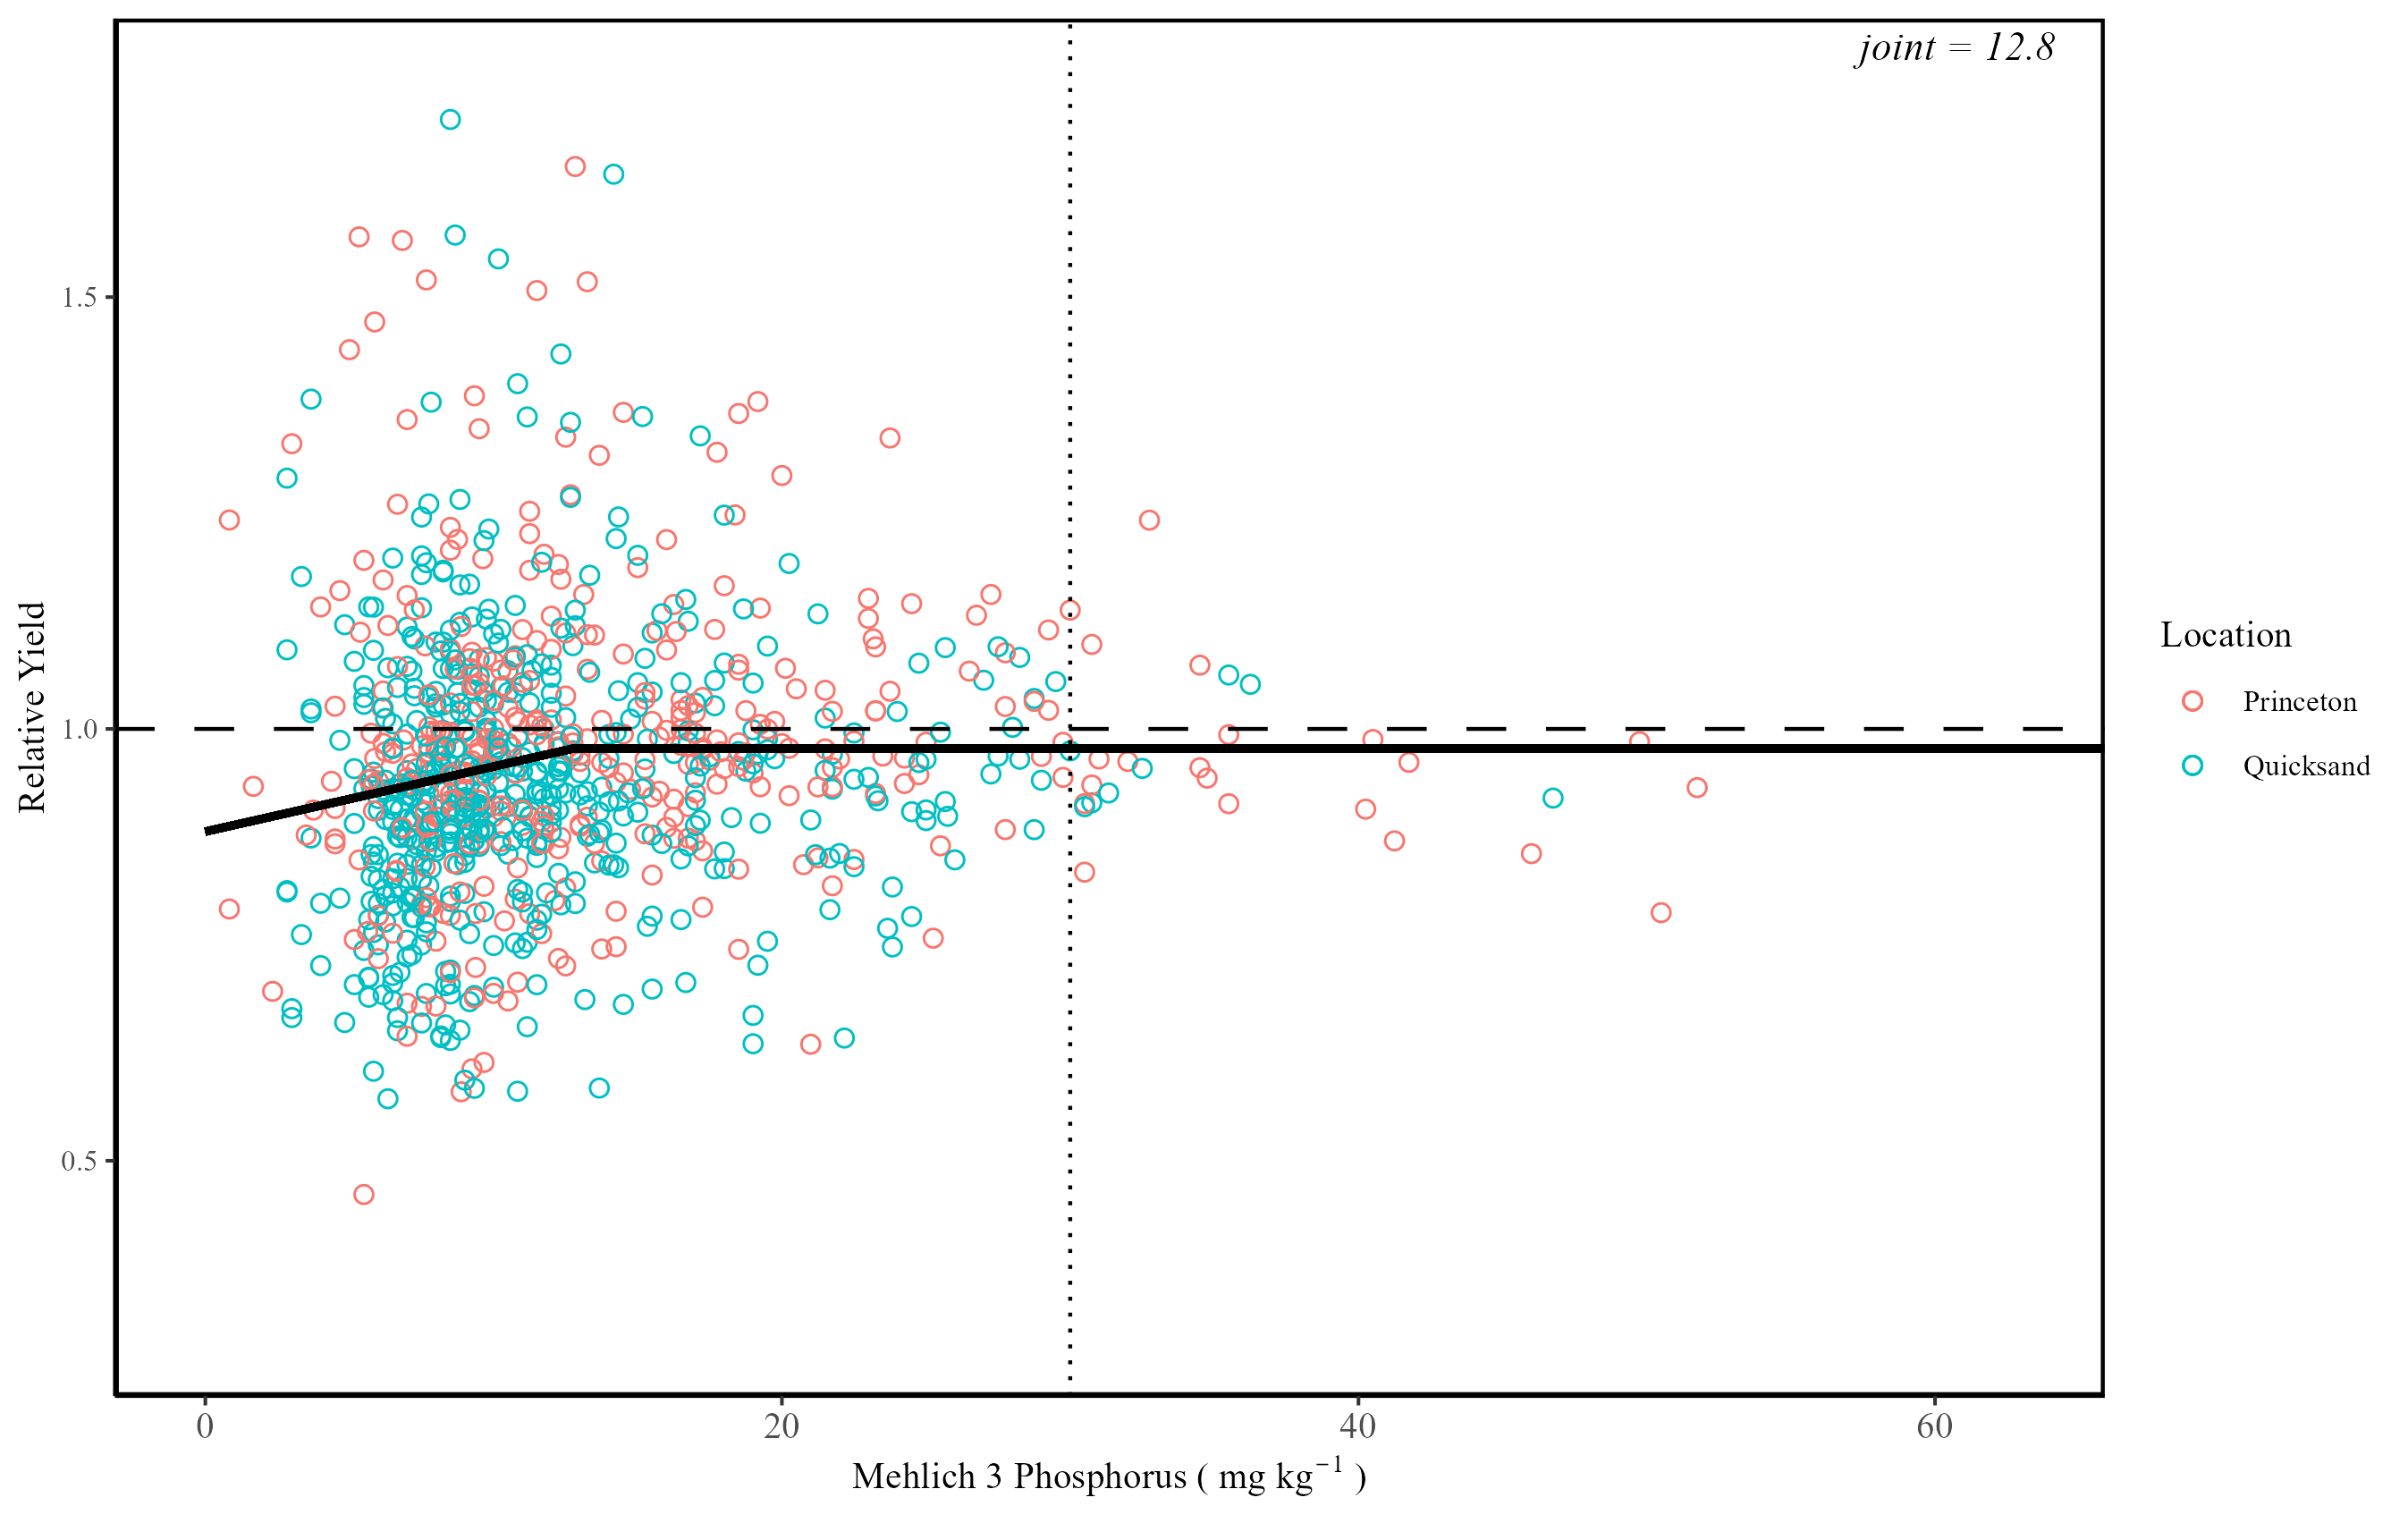 joint = 12.8
1.5
1.0
0.5
Relative Yield
0
20
40
60
Mehlich 3 Phosphorus ( mg kg⁻¹ )
Location
Princeton
Quicksand